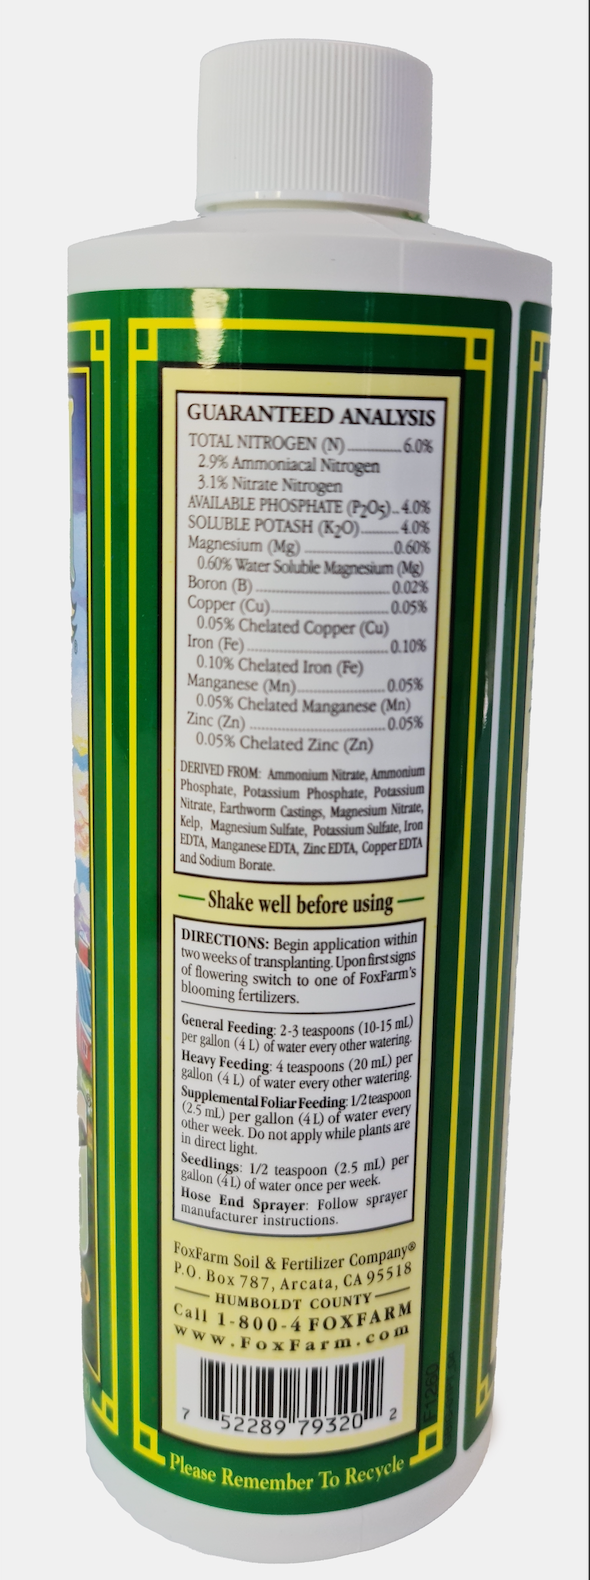 GUARANTEED ANALYSIS
TOTAL NITROGEN (N) 6.0%
2.9% Ammoniacal Nitrogen
3.1% Nitrate Nitrogen
AVAILABLE PHOSPHATE (P2O5) 4.0%
SOLUBLE POTASH (K2O) 4.0%
Magnesium (Mg) 0.60%
0.60% Water Soluble Magnesium (Mg)
Boron (B) 0.02%
Copper (Cu) 0.05%
0.05% Chelated Copper (Cu)
Iron (Fe) 0.10%
0.10% Chelated Iron (Fe)
Manganese (Mn) 0.05%
0.05% Chelated Manganese (Mn)
Zinc (Zn) 0.05%
0.05% Chelated Zinc (Zn)
DERIVED FROM: Ammonium Nitrate, Ammonium
Phosphate, Potassium Phosphate, Potassium
Nitrate, Earthworm Castings, Magnesium Nitrate,
Kelp, Magnesium Sulfate, Potassium Sulfate, Iron
EDTA, Manganese EDTA, Zinc EDTA, Copper EDTA
and Sodium Borate.
Shake well before using
DIRECTIONS: Begin application within
two weeks of transplanting. Upon first signs
of flowering switch to one of FoxFarm's
blooming fertilizers.
General Feeding: 2-3 teaspoons (10-15 mL)
per gallon (4 L) of water every other watering.
Heavy Feeding: 4 teaspoons (20 mL) per
gallon (4 L) of water every other watering.
Supplemental Foliar Feeding: 1/2 teaspoon
(2.5 mL) per gallon (4 L) of water every
other week. Do not apply while plants are
in direct light.
Seedlings: 1/2 teaspoon (2.5 mL) per
gallon (4 L) of water once per week.
Hose End Sprayer: Follow sprayer
manufacturer instructions.
FoxFarm Soil & Fertilizer Company®
P.O. Box 787, Arcata, CA 95518
HUMBOLDT COUNTY
Call 1-800-4 FOXFARM
www.FoxFarm.com
7 52289 79320 2
Please Remember To Recycle